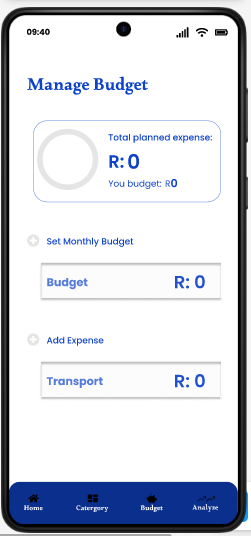 09:40
Manage Budget
Total planned expense:
R: 0
You budget: R0
Set Monthly Budget
Budget R: 0
Add Expense
Transport R: 0
Home Catergory Budget Analyze